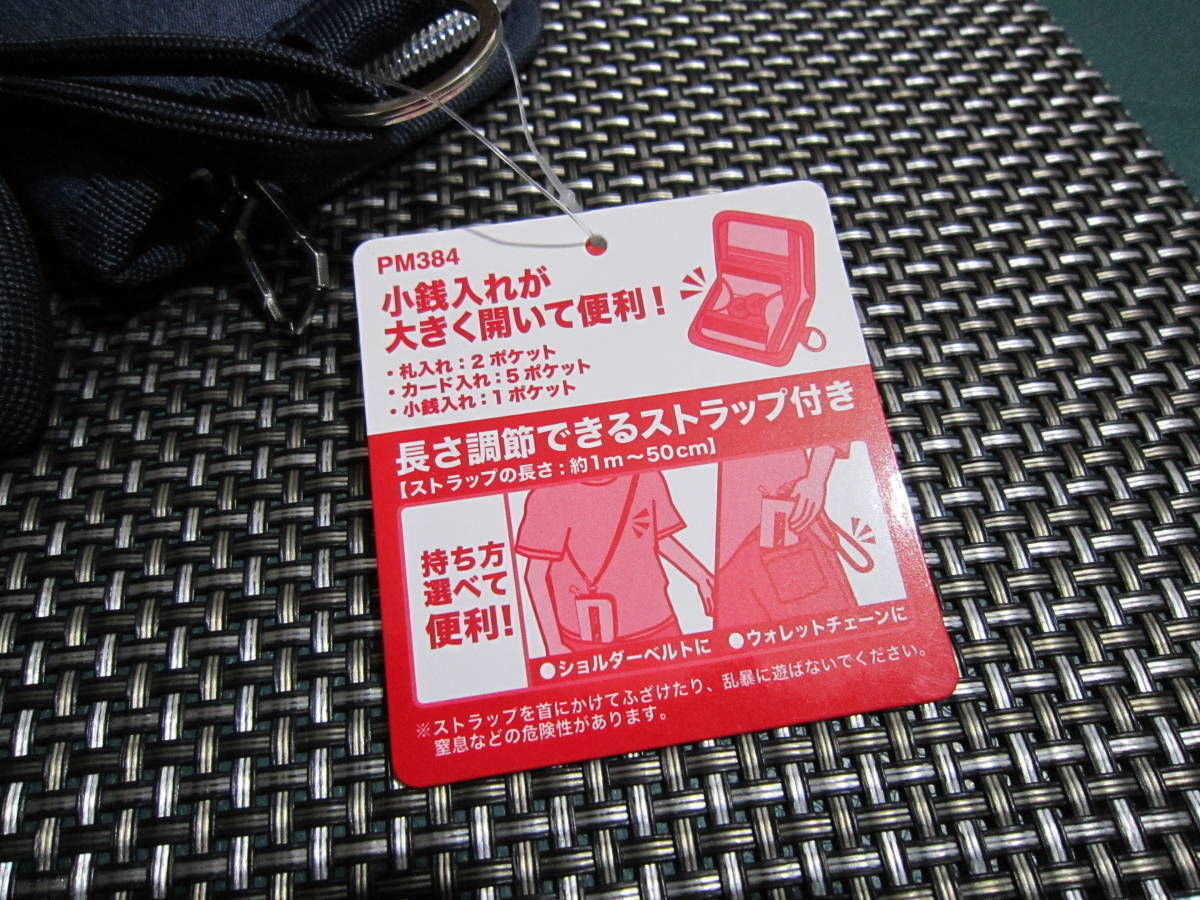 PM384
小銭入れが
大きく開いて便利!
・札入れ:2ポケット
・カード入れ:5ポケット
・小銭入れ:1ポケット
長さ調節できるストラップ付き
【ストラップの長さ:約1m〜50cm】
持ち方
選べて
便利!
●ショルダーベルトに
●ウォレットチェーンに
※ストラップを首にかけてふざけたり、乱暴に遊ばないでください。
窒息などの危険性があります。